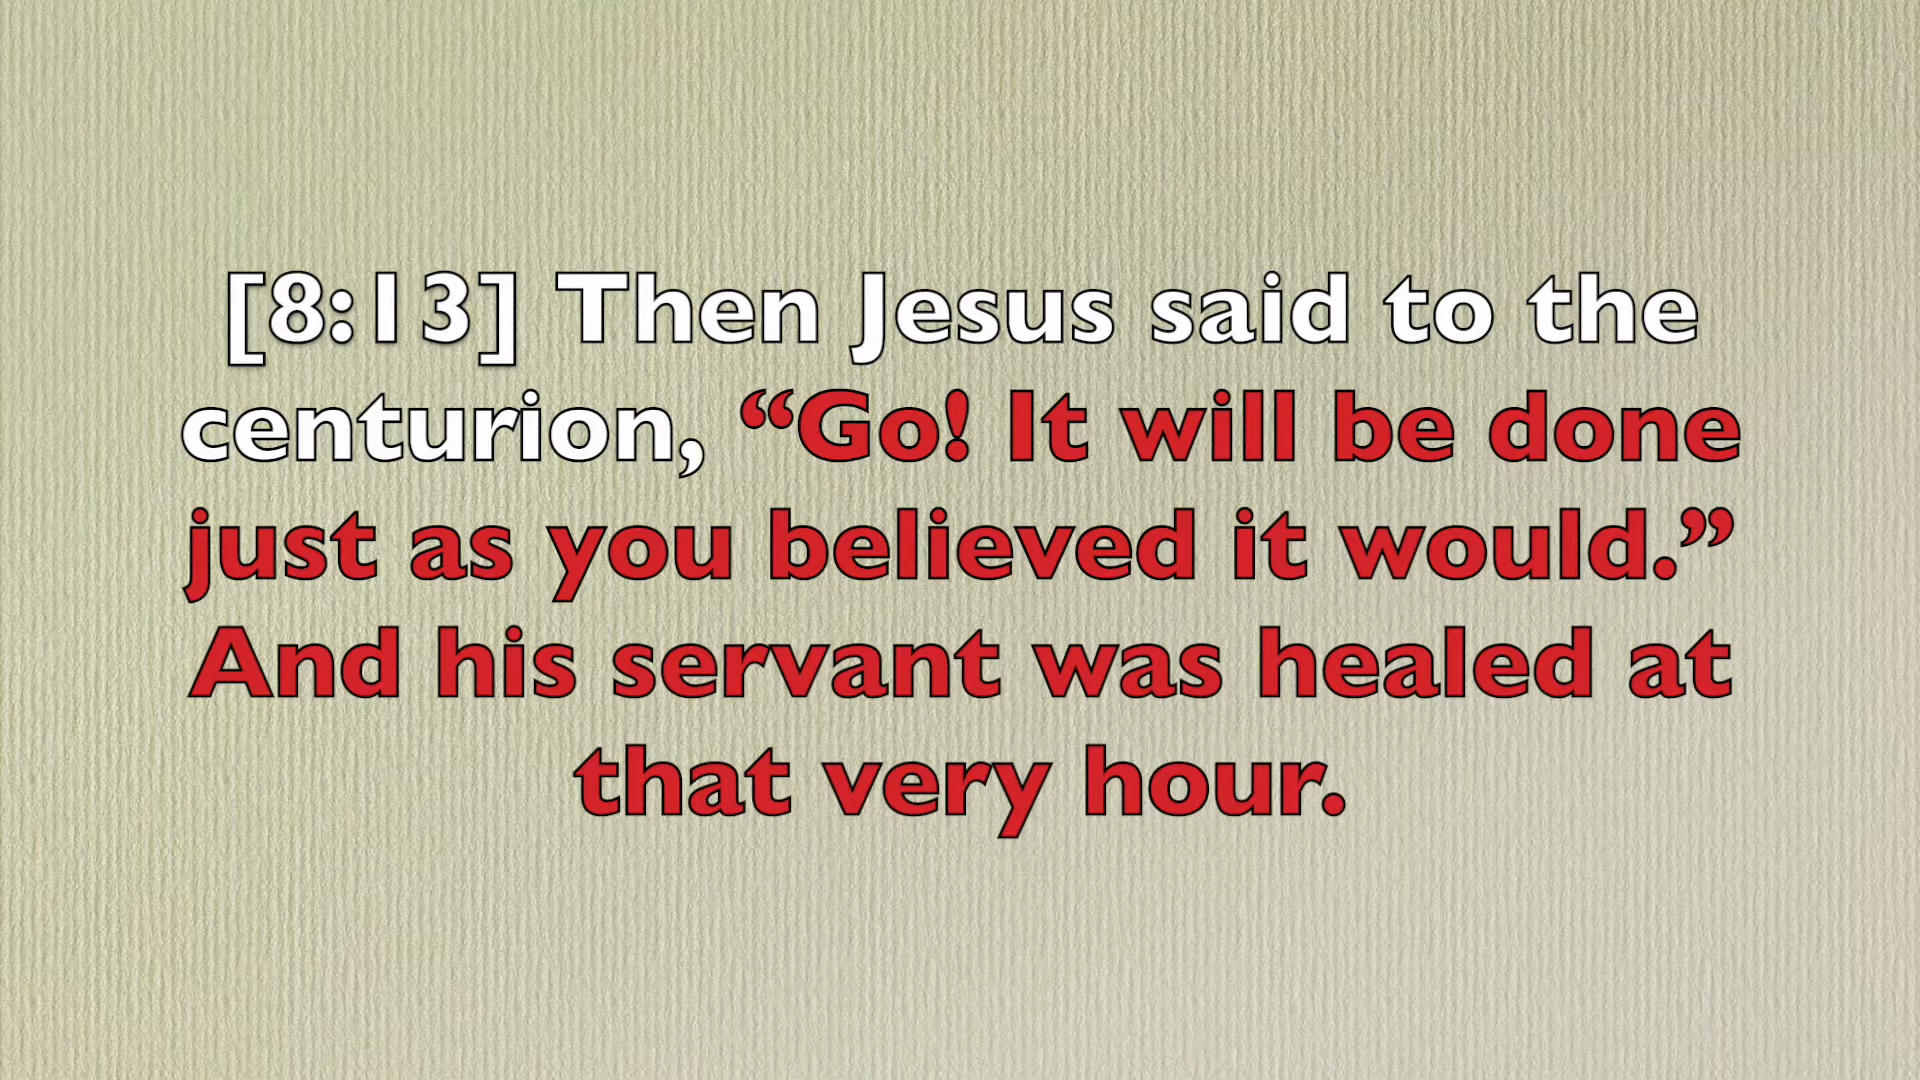 [8:13] Then Jesus said to the
centurion, “Go! It will be done
just as you believed it would.”
And his servant was healed at
that very hour.